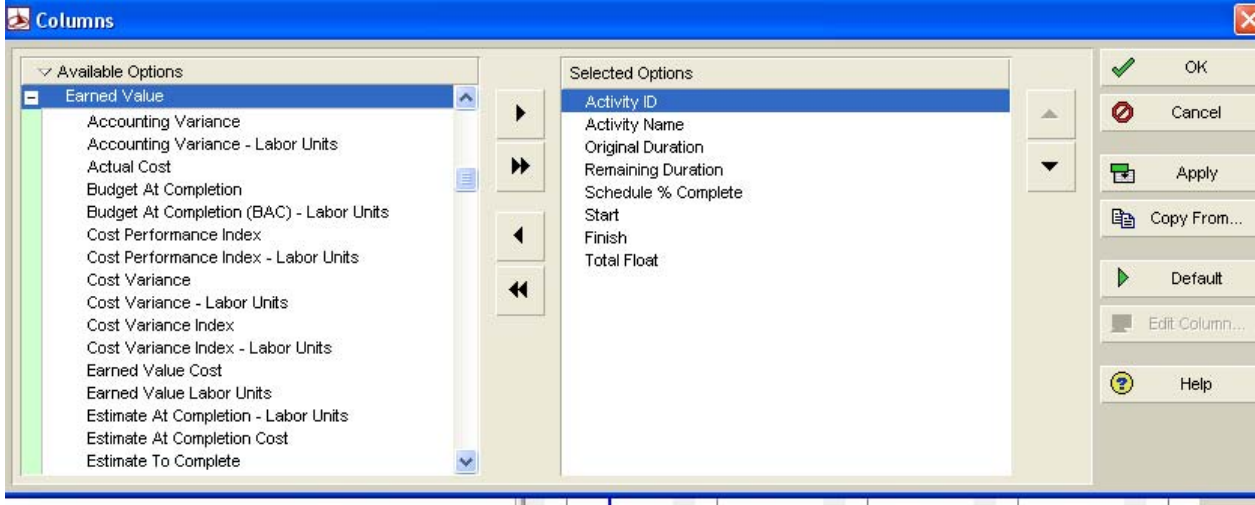 Columns
Available Options
Earned Value
Accounting Variance
Accounting Variance - Labor Units
Actual Cost
Budget At Completion
Budget At Completion (BAC) - Labor Units
Cost Performance Index
Cost Performance Index - Labor Units
Cost Variance
Cost Variance - Labor Units
Cost Variance Index
Cost Variance Index - Labor Units
Earned Value Cost
Earned Value Labor Units
Estimate At Completion - Labor Units
Estimate At Completion Cost
Estimate To Complete
Selected Options
Activity ID
Activity Name
Original Duration
Remaining Duration
Schedule % Complete
Start
Finish
Total Float
OK
Cancel
Apply
Copy From...
Default
Edit Column...
Help